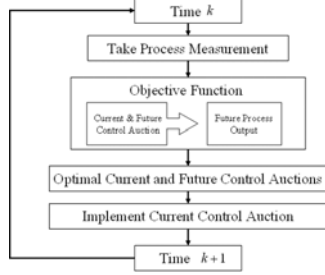 Time k
Take Process Measurement
Objective Function
Current & Future
Control Auction
Future Process
Output
Optimal Current and Future Control Auctions
Implement Current Control Auction
Time k+1